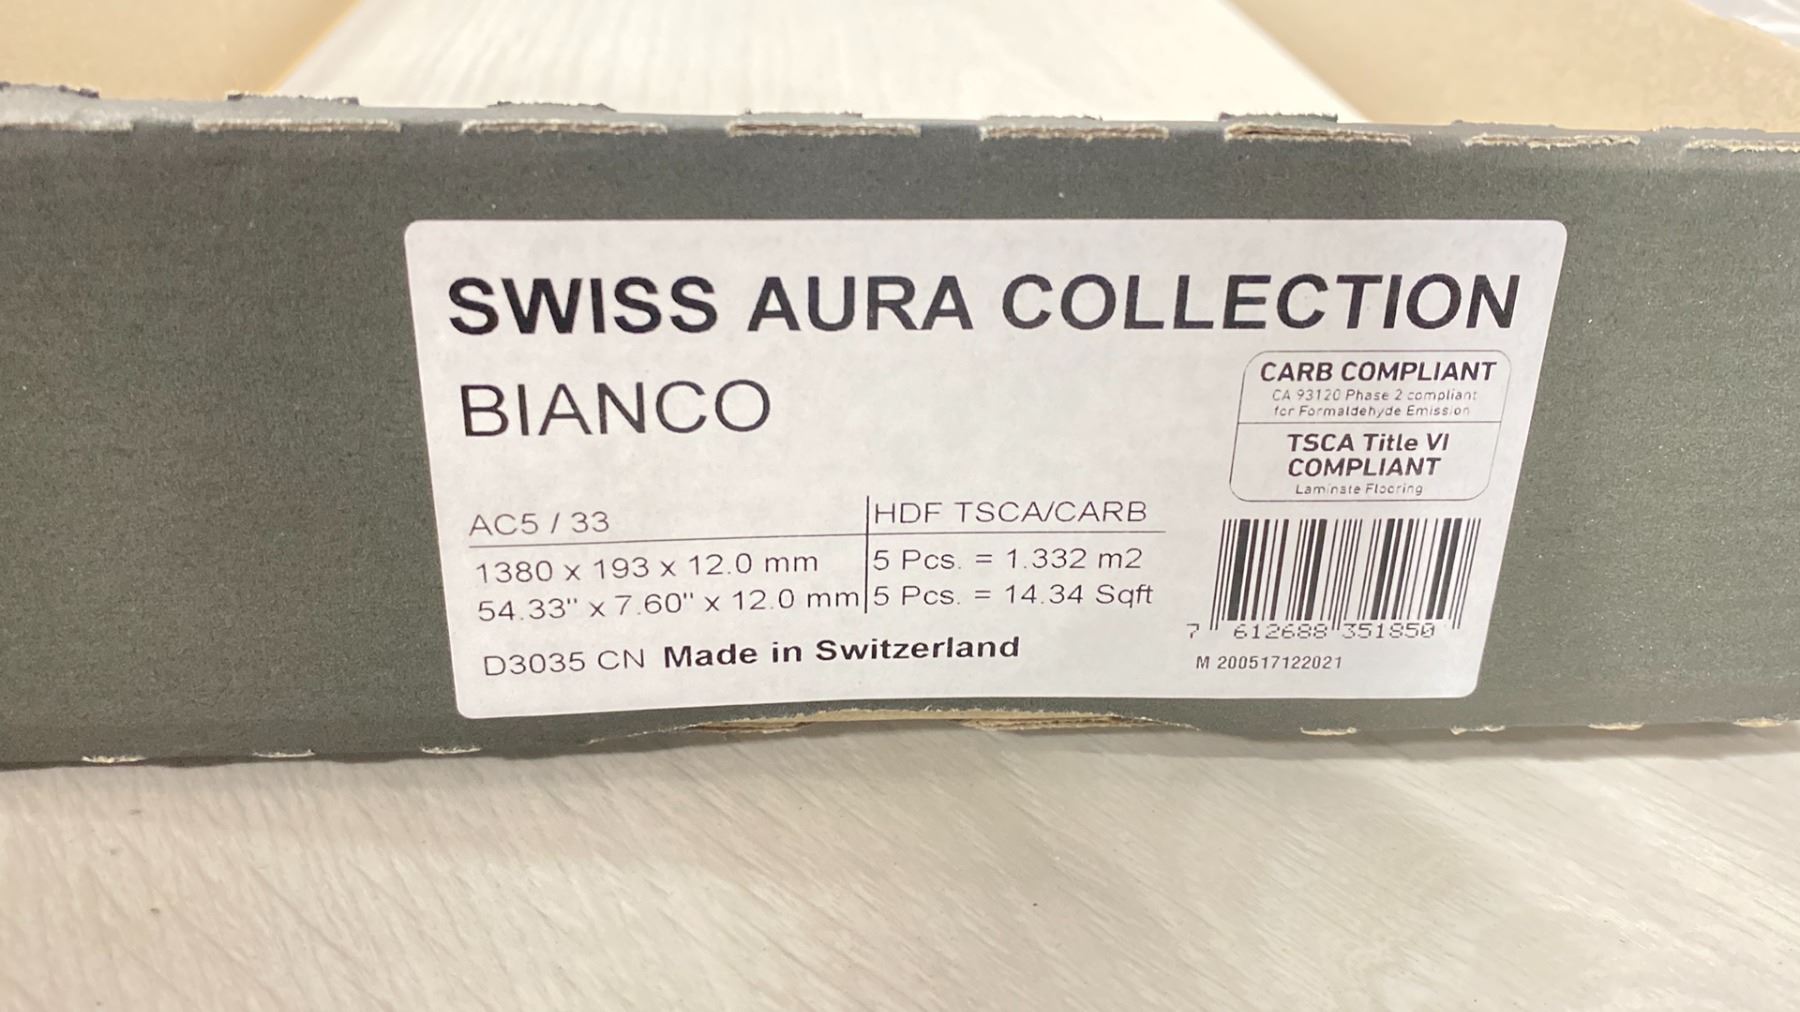 SWISS AURA COLLECTION
BIANCO
CARB COMPLIANT
CA 93120 Phase 2 compliant
for Formaldehyde Emission
TSCA Title VI
COMPLIANT
Laminate Flooring
AC5 / 33
HDF TSCA/CARB
1380 x 193 x 12.0 mm
5 Pcs. = 1.332 m2
54.33" x 7.60" x 12.0 mm
5 Pcs. = 14.34 Sqft
D3035 CN Made in Switzerland
7 612688 351850
M 200517122021